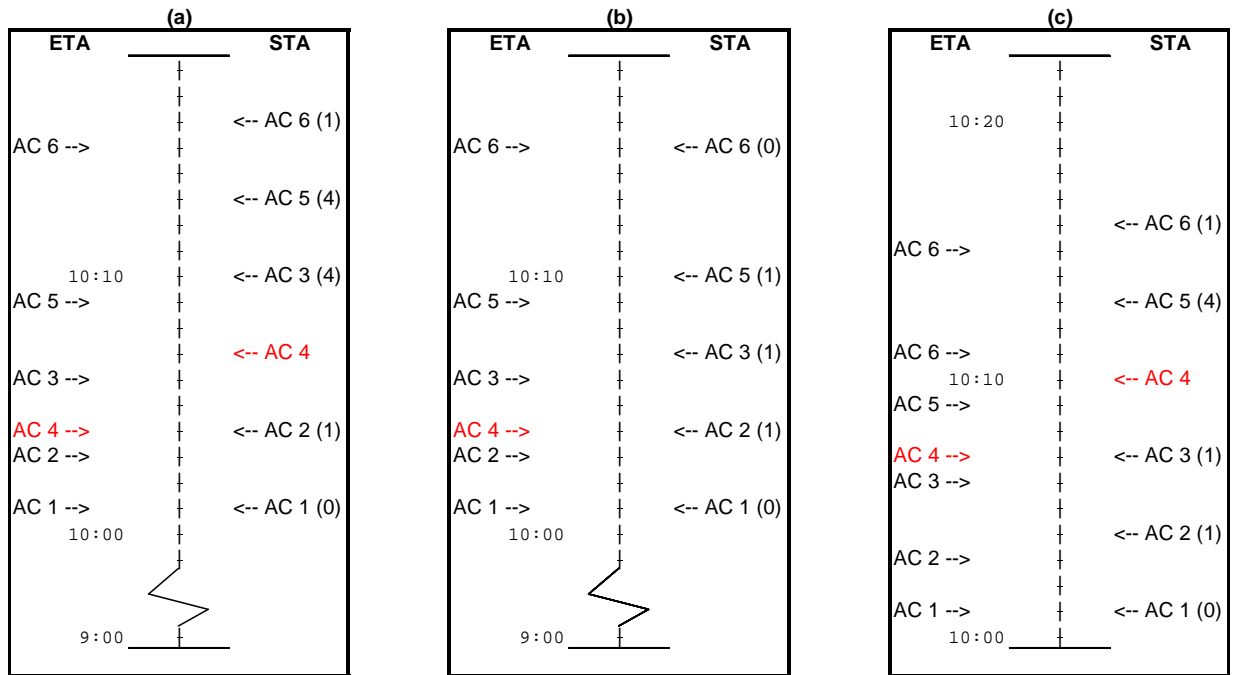 (a)
ETA STA
<-- AC 6 (1)
AC 6 -->
<-- AC 5 (4)
10:10 <-- AC 3 (4)
AC 5 -->
<-- AC 4
AC 3 -->
AC 4 --> <-- AC 2 (1)
AC 2 -->
AC 1 --> <-- AC 1 (0)
10:00
9:00
(b)
ETA STA
AC 6 --> <-- AC 6 (0)
10:10 <-- AC 5 (1)
AC 5 -->
<-- AC 3 (1)
AC 3 -->
AC 4 --> <-- AC 2 (1)
AC 2 -->
AC 1 --> <-- AC 1 (0)
10:00
9:00
(c)
ETA STA
10:20
<-- AC 6 (1)
AC 6 -->
<-- AC 5 (4)
AC 6 -->
10:10 <-- AC 4
AC 5 -->
AC 4 --> <-- AC 3 (1)
AC 3 -->
<-- AC 2 (1)
AC 2 -->
AC 1 --> <-- AC 1 (0)
10:00